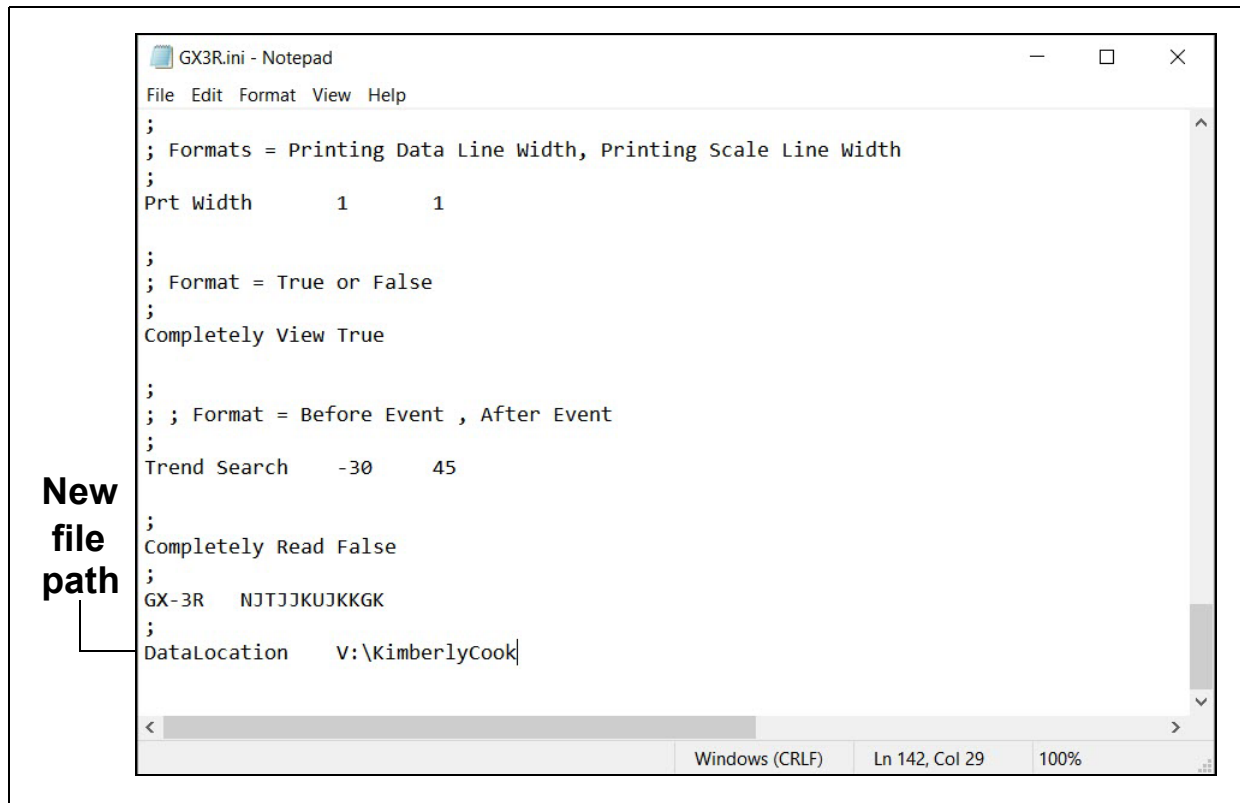 GX3R.ini - Notepad
File Edit Format View Help
;
; Formats = Printing Data Line Width, Printing Scale Line Width
;
Prt Width 1 1
;
; Format = True or False
;
Completely View True
;
; ; Format = Before Event , After Event
;
Trend Search -30 45
;
Completely Read False
;
GX-3R NJTJJKUJKKGK
;
DataLocation V:\KimberlyCook
New
file
path
Windows (CRLF) Ln 142, Col 29 100%